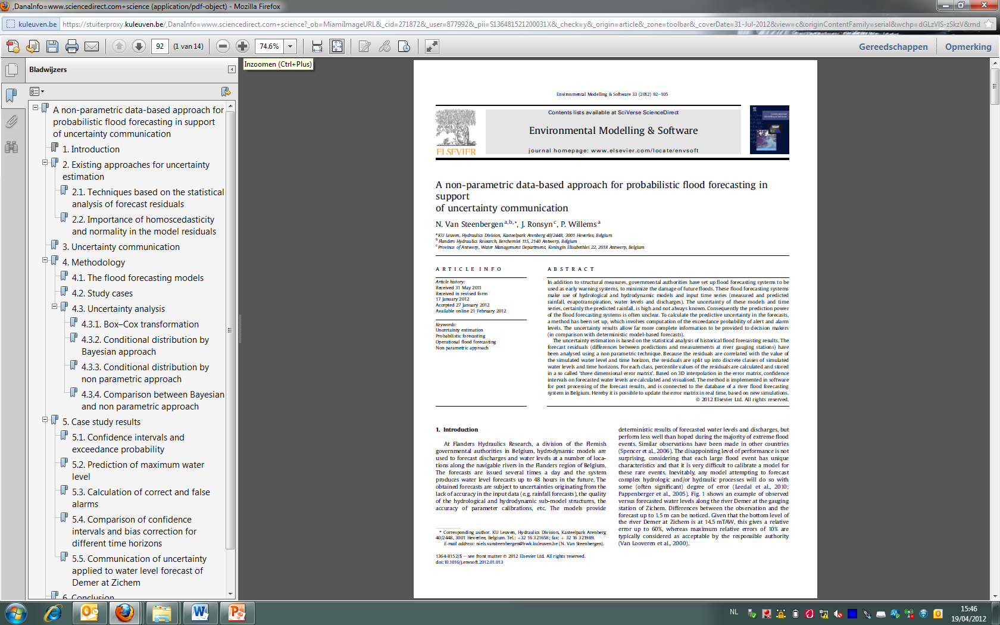 ,DanaInfo=www.sciencedirect.com+science (application/pdf-object) - Mozilla Firefox
kuleuven.be https://stuiterproxy.kuleuven.be/,DanaInfo=www.sciencedirect.com+science?_ob=MiamiImageURL&_cid=271872&_user=877992&_pii=S136481521200031X&_check=y&_origin=article&_zone=toolbar&_coverDate=31-Jul-2012&view=c&originContentFamily=serial&wchp=dGLzVlS-zSkzV&md
92 (1 van 14) 74.6% Gereedschappen Opmerking
Inzoomen (Ctrl+Plus)
Bladwijzers
A non-parametric data-based approach for
probabilistic flood forecasting in support
of uncertainty communication
1. Introduction
2. Existing approaches for uncertainty
estimation
2.1. Techniques based on the statistical
analysis of forecast residuals
2.2. Importance of homoscedasticity
and normality in the model residuals
3. Uncertainty communication
4. Methodology
4.1. The flood forecasting models
4.2. Study cases
4.3. Uncertainty analysis
4.3.1. Box–Cox transformation
4.3.2. Conditional distribution by
Bayesian approach
4.3.3. Conditional distribution by
non parametric approach
4.3.4. Comparison between Bayesian
and non parametric approach
5. Case study results
5.1. Confidence intervals and
exceedance probability
5.2. Prediction of maximum water
level
5.3. Calculation of correct and false
alarms
5.4. Comparison of confidence
intervals and bias correction for
different time horizons
5.5. Communication of uncertainty
applied to water level forecast of
Demer at Zichem
6. Conclusion
Environmental Modelling & Software 33 (2012) 92–105
Contents lists available at SciVerse ScienceDirect
Environmental Modelling & Software
journal homepage: www.elsevier.com/locate/envsoft
ELSEVIER
A non-parametric data-based approach for probabilistic flood forecasting in
support
of uncertainty communication
N. Van Steenbergen a,b,*, J. Ronsyn c, P. Willems a
a KU Leuven, Hydraulics Division, Kasteelpark Arenberg 40/2448, 3001 Heverlee, Belgium
b Flanders Hydraulics Research, Berchemlei 115, 2140 Antwerp, Belgium
c Province of Antwerp, Water Management Department, Koningin Elisabethlei 22, 2018 Antwerp, Belgium
ARTICLE INFO
Article history:
Received 31 May 2011
Received in revised form
17 January 2012
Accepted 27 January 2012
Available online 21 February 2012
Keywords:
Uncertainty estimation
Probabilistic forecasting
Operational flood forecasting
Non parametric approach
ABSTRACT
In addition to structural measures, governmental authorities have set up flood forecasting systems to be
used as early warning systems, to minimize the damage of future floods. These flood forecasting systems
make use of hydrological and hydrodynamic models and input time series (measured and predicted
rainfall, evapotranspiration, water levels and discharges). The uncertainty of these models and time
series, certainly the predicted rainfall, is high and not always known. Consequently the prediction power
of the flood forecasting systems is often unclear. To calculate the predictive uncertainty in the forecasts,
a method has been set up, which involves computation of the exceedance probability of alert and alarm
levels. The uncertainty results allow far more complete information to be provided to decision makers
(in comparison with deterministic model-based forecasts).
The uncertainty estimation is based on the statistical analysis of historical flood forecasting results. The
forecast residuals (differences between predictions and measurements at river gauging stations) have
been analysed using a non parametric technique. Because the residuals are correlated with the value of
the simulated water level and time horizon, the residuals are split up into discrete classes of simulated
water levels and time horizons. For each class, percentile values of the residuals are calculated and stored
in a so called 'three dimensional error matrix'. Based on 3D interpolation in the error matrix, confidence
intervals on forecasted water levels are calculated and visualised. The method is implemented in software
for post processing of the forecast results, and is connected to the database of a river flood forecasting
system in Belgium. Hereby it is possible to update the error matrix in real time, based on new simulations.
© 2012 Elsevier Ltd. All rights reserved.
1. Introduction
At Flanders Hydraulics Research, a division of the Flemish
governmental authorities in Belgium, hydrodynamic models are
used to forecast discharges and water levels at a number of loca-
tions along the navigable rivers in the Flanders region of Belgium.
The forecasts are issued several times a day and the system
produces water level forecasts up to 48 hours in the future. The
obtained forecasts are subject to uncertainties originating from the
lack of accuracy in the input data (e.g. rainfall forecasts), the quality
of the hydrological and hydrodynamic sub-model structures, the
accuracy of parameter calibrations, etc. The models provide
deterministic results of forecasted water levels and discharges, but
perform less well than hoped during the majority of extreme flood
events. Similar observations have been made in other countries
(Spencer et al., 2006). The disappointing level of performance is not
surprising, considering that each large flood event has unique
characteristics and that it is very difficult to calibrate a model for
these rare events. Inevitably, any model attempting to forecast
complex hydrologic and/or hydraulic processes will do so with
some (often significant) degree of error (Leedal et al., 2010;
Pappenberger et al., 2005). Fig. 1 shows an example of observed
versus forecasted water levels along the river Demer at the gauging
station of Zichem. Differences between the observation and the
forecast up to 1.5 m can be noticed. Given that the bottom level of
the river Demer at Zichem is at 14.5 mTAW, this gives a relative
error up to 60%, whereas maximum relative errors of 10% are
typically considered as acceptable by the responsible authority
(Van Looveren et al., 2000).
* Corresponding author. KU Leuven, Hydraulics Division, Kasteelpark Arenberg
40/2448, 3001 Heverlee, Belgium. Tel.: +32 16 321658; fax: + 32 16 321989.
E-mail address: niels.vansteenbergen@bwk.kuleuven.be (N. Van Steenbergen).
1364-8152/$ – see front matter © 2012 Elsevier Ltd. All rights reserved.
doi:10.1016/j.envsoft.2012.01.013
NL
15:46
19/04/2012